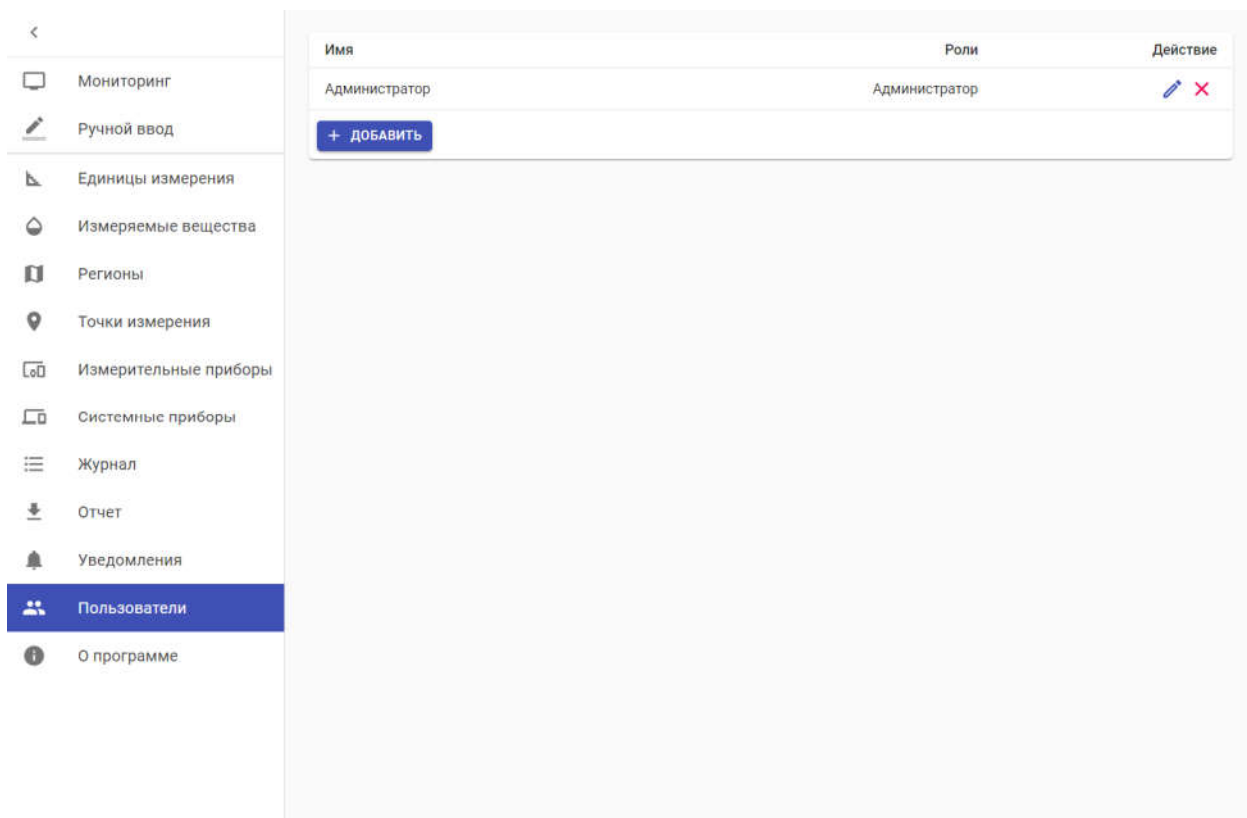 Имя Роли Действие
Администратор Администратор
+ ДОБАВИТЬ
Мониторинг
Ручной ввод
Единицы измерения
Измеряемые вещества
Регионы
Точки измерения
Измерительные приборы
Системные приборы
Журнал
Отчет
Уведомления
Пользователи
О программе